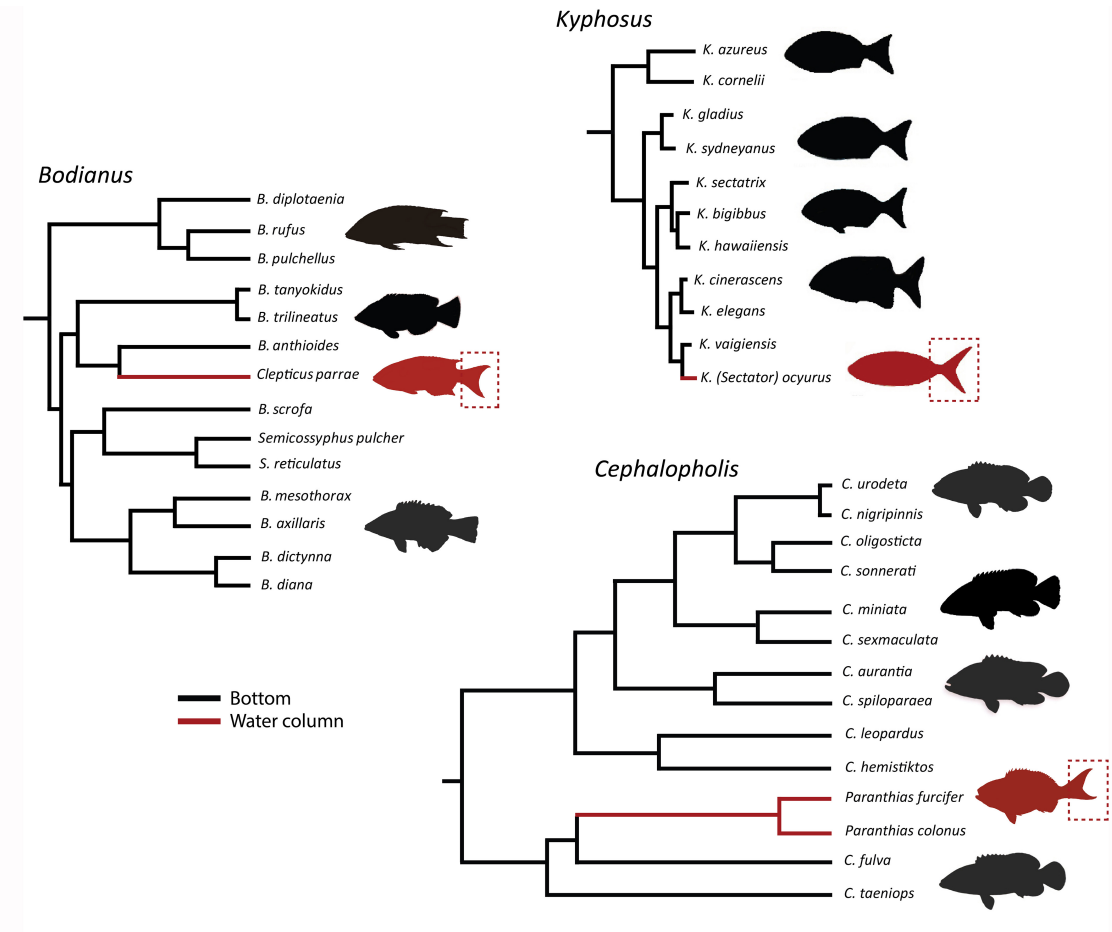 Kyphosus
K. azureus
K. cornelii
K. gladius
K. sydneyanus
K. sectatrix
K. bigibbus
K. hawaiiensis
K. cinerascens
K. elegans
K. vaigiensis
K. (Sectator) ocyurus
Bodianus
B. diplotaenia
B. rufus
B. pulchellus
B. tanyokidus
B. trilineatus
B. anthioides
Clepticus parrae
B. scrofa
Semicossyphus pulcher
S. reticulatus
B. mesothorax
B. axillaris
B. dictynna
B. diana
Bottom
Water column
Cephalopholis
C. urodeta
C. nigripinnis
C. oligosticta
C. sonnerati
C. miniata
C. sexmaculata
C. aurantia
C. spiloparaea
C. leopardus
C. hemistiktos
Paranthias furcifer
Paranthias colonus
C. fulva
C. taeniops